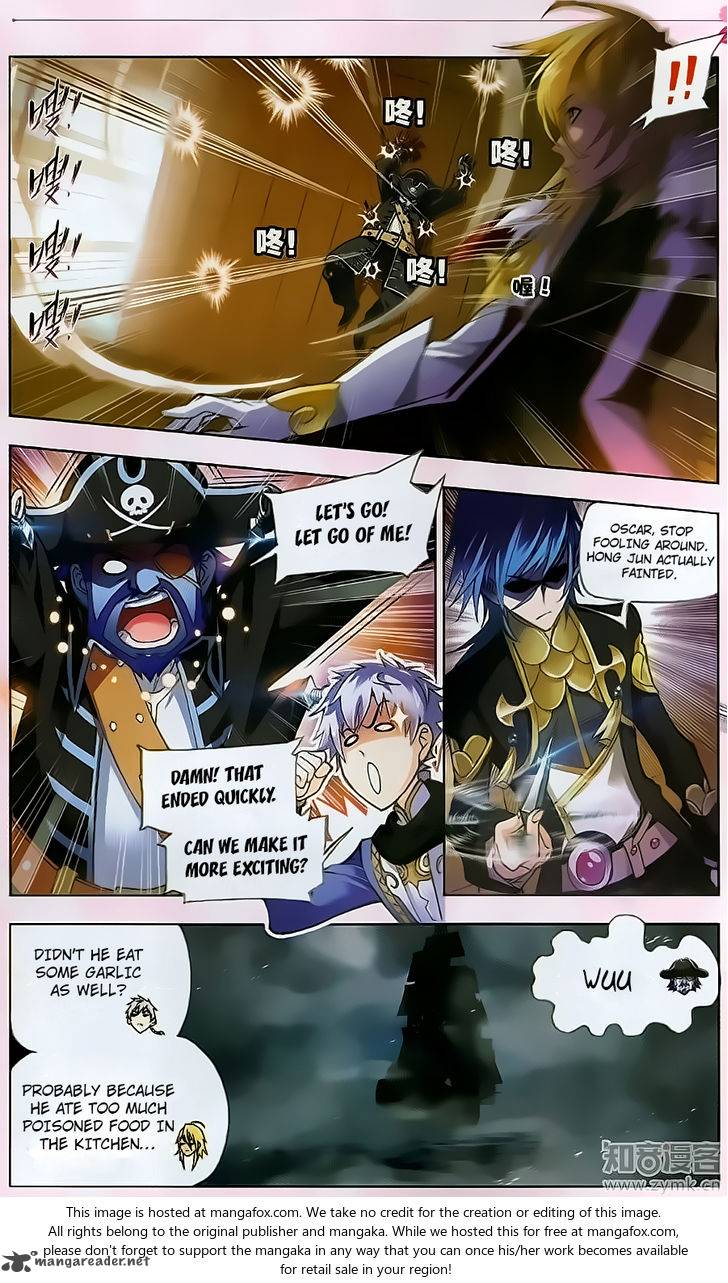 !!
嗖!
嗖!
嗖!
嗖!
咚!
咚!
咚!
咚!
喔!
LET'S GO!
LET GO OF ME!
OSCAR, STOP
FOOLING AROUND.
HONG JUN ACTUALLY
FAINTED.
DAMN! THAT
ENDED QUICKLY.
CAN WE MAKE IT
MORE EXCITING?
DIDN'T HE EAT
SOME GARLIC
AS WELL?
WUU
PROBABLY BECAUSE
HE ATE TOO MUCH
POISONED FOOD IN
THE KITCHEN...
知音漫客
www.zymk.cn
This image is hosted at mangafox.com. We take no credit for the creation or editing of this image.
All rights belong to the original publisher and mangaka. While we hosted this for free at mangafox.com,
please don't forget to support the mangaka in any way that you can once his/her work becomes available
for retail sale in your region!
mangareader.net